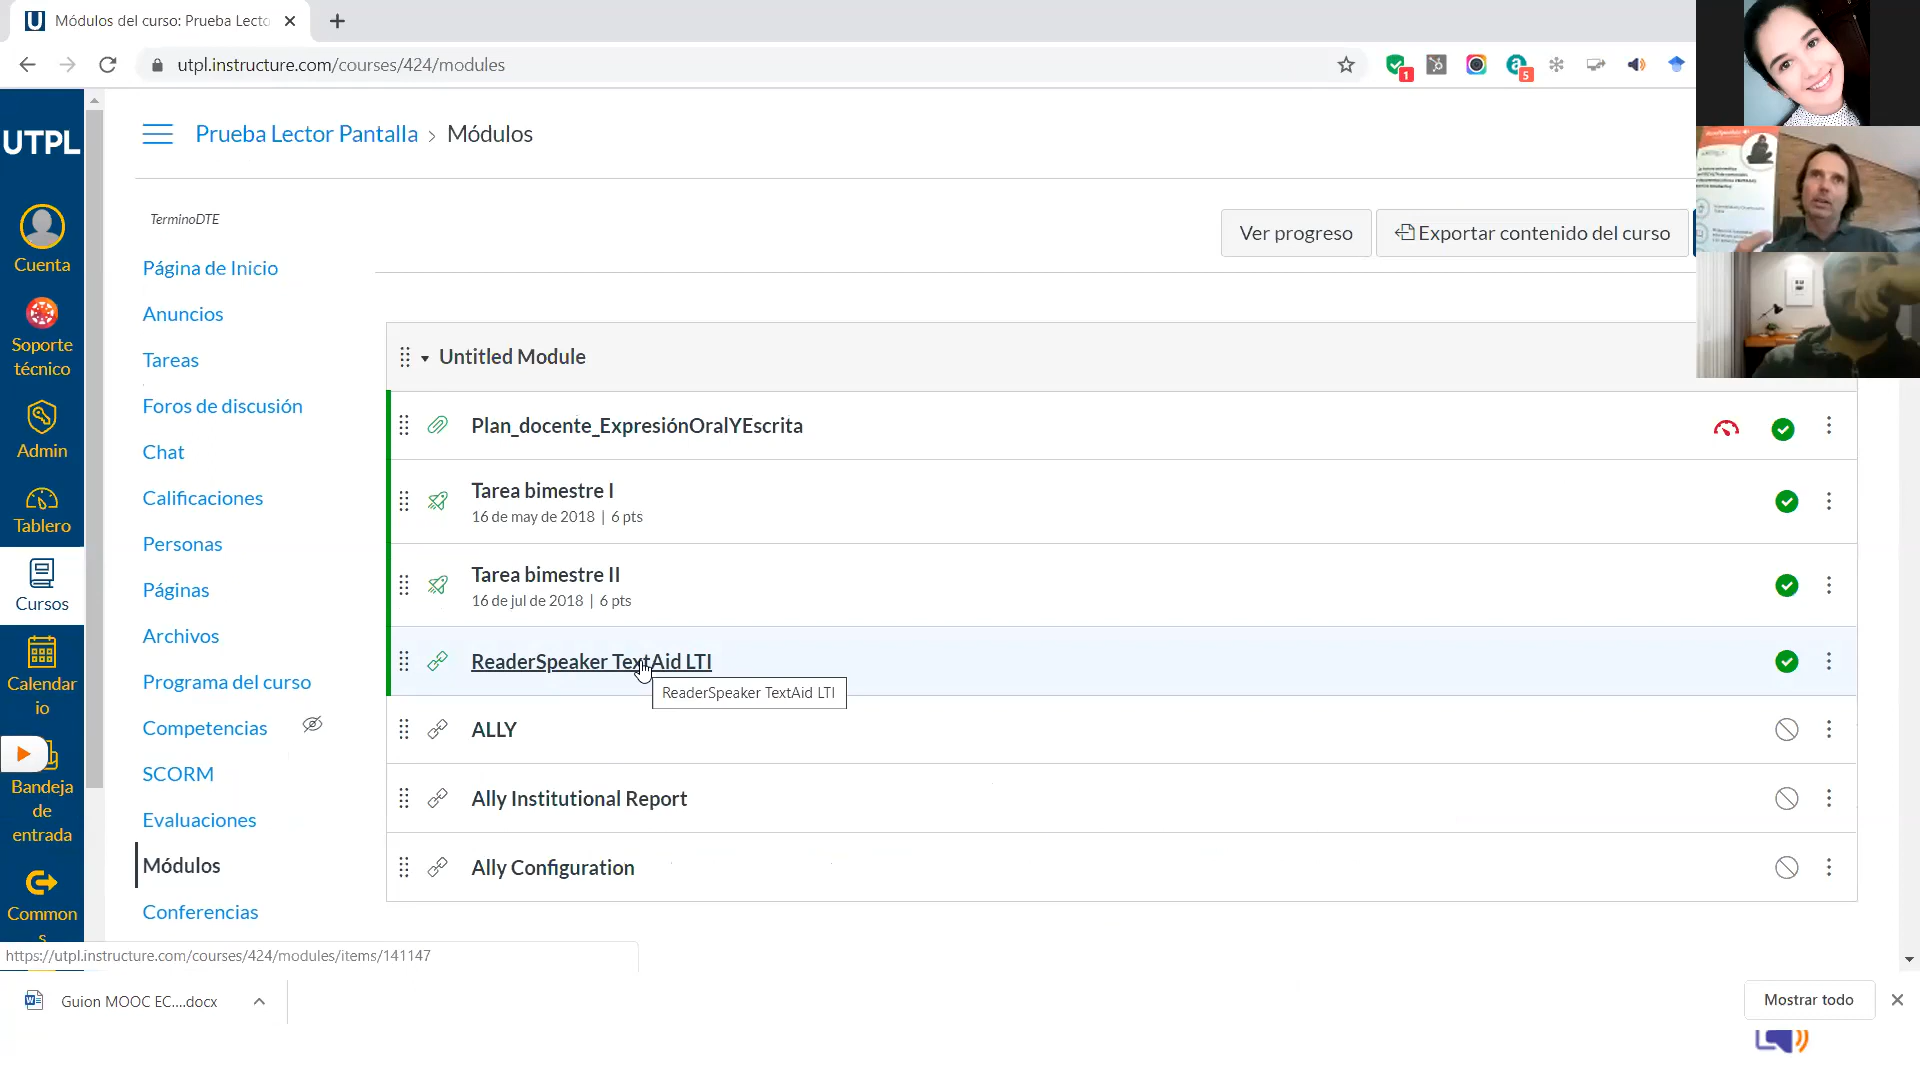 Módulos del curso: Prueba Lecto
utpl.instructure.com/courses/424/modules
1
5
UTPL
Cuenta
Soporte
técnico
Admin
Tablero
Cursos
Calendar
io
Bandeja
de
entrada
Common
s
Prueba Lector Pantalla > Módulos
TerminoDTE
Página de Inicio
Anuncios
Tareas
Foros de discusión
Chat
Calificaciones
Personas
Páginas
Archivos
Programa del curso
Competencias
SCORM
Evaluaciones
Módulos
Conferencias
Ver progreso
Exportar contenido del curso
Untitled Module
Plan_docente_ExpresiónOralYEscrita
Tarea bimestre I
16 de may de 2018 | 6 pts
Tarea bimestre II
16 de jul de 2018 | 6 pts
ReaderSpeaker TextAid LTI
ReaderSpeaker TextAid LTI
ALLY
Ally Institutional Report
Ally Configuration
https://utpl.instructure.com/courses/424/modules/items/141147
Guion MOOC EC....docx
Mostrar todo